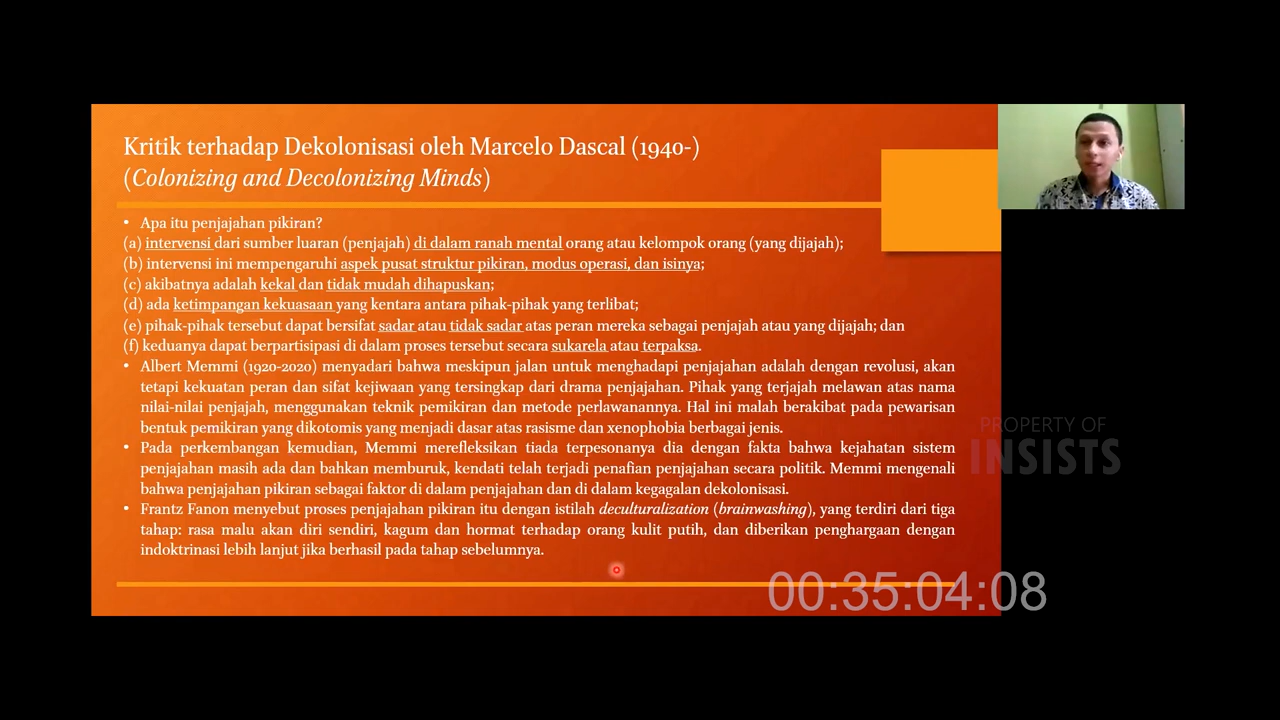 Kritik terhadap Dekolonisasi oleh Marcelo Dascal (1940-)
(Colonizing and Decolonizing Minds)
• Apa itu penjajahan pikiran?
(a) intervensi dari sumber luaran (penjajah) di dalam ranah mental orang atau kelompok orang (yang dijajah);
(b) intervensi ini mempengaruhi aspek pusat struktur pikiran, modus operasi, dan isinya;
(c) akibatnya adalah kekal dan tidak mudah dihapuskan;
(d) ada ketimpangan kekuasaan yang kentara antara pihak-pihak yang terlibat;
(e) pihak-pihak tersebut dapat bersifat sadar atau tidak sadar atas peran mereka sebagai penjajah atau yang dijajah; dan
(f) keduanya dapat berpartisipasi di dalam proses tersebut secara sukarela atau terpaksa.
• Albert Memmi (1920-2020) menyadari bahwa meskipun jalan untuk menghadapi penjajahan adalah dengan revolusi, akan
tetapi kekuatan peran dan sifat kejiwaan yang tersingkap dari drama penjajahan. Pihak yang terjajah melawan atas nama
nilai-nilai penjajah, menggunakan teknik pemikiran dan metode perlawanannya. Hal ini malah berakibat pada pewarisan
bentuk pemikiran yang dikotomis yang menjadi dasar atas rasisme dan xenophobia berbagai jenis.
• Pada perkembangan kemudian, Memmi merefleksikan tiada terpesonanya dia dengan fakta bahwa kejahatan sistem
penjajahan masih ada dan bahkan memburuk, kendati telah terjadi penafian penjajahan secara politik. Memmi mengenali
bahwa penjajahan pikiran sebagai faktor di dalam penjajahan dan di dalam kegagalan dekolonisasi.
• Frantz Fanon menyebut proses penjajahan pikiran itu dengan istilah deculturalization (brainwashing), yang terdiri dari tiga
tahap: rasa malu akan diri sendiri, kagum dan hormat terhadap orang kulit putih, dan diberikan penghargaan dengan
indoktrinasi lebih lanjut jika berhasil pada tahap sebelumnya.
PROPERTY OF
INSISTS
00:35:04:08